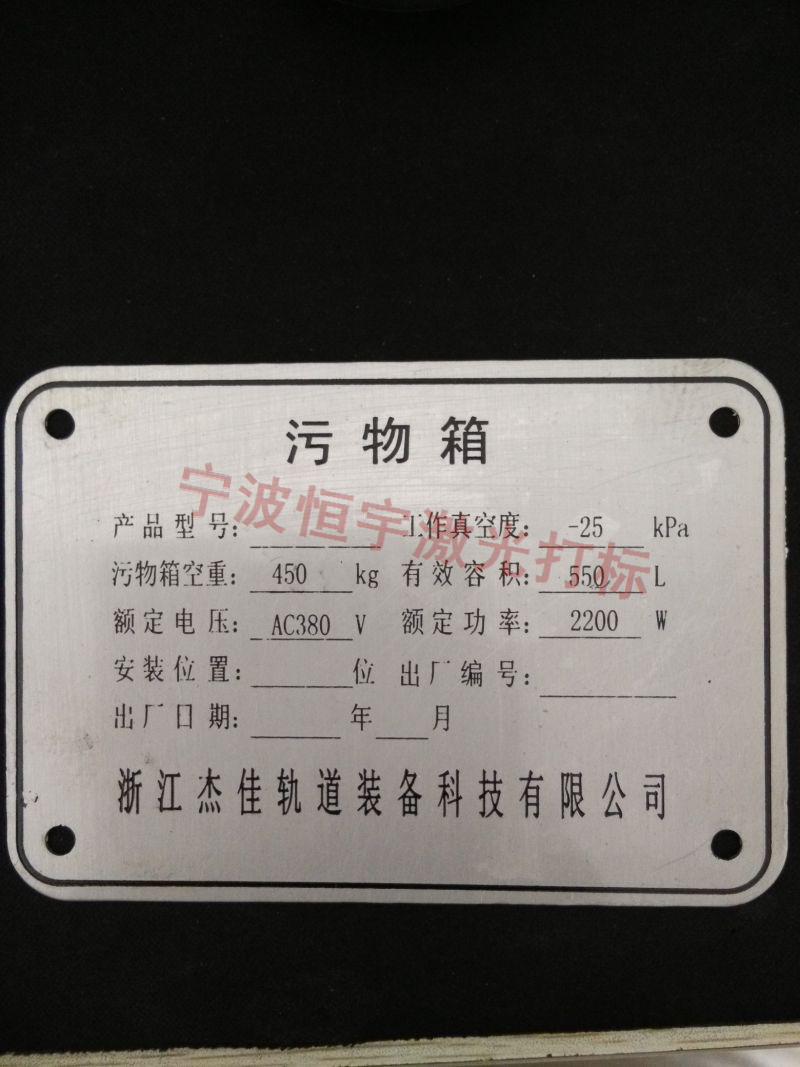 污物箱
宁波恒宇激光打标
产品型号： 工作真空度：-25 kPa
污物箱空重：450 kg 有效容积：550 L
额定电压：AC380 V 额定功率：2200 W
安装位置： 位 出厂编号：
出厂日期： 年 月
浙江杰佳轨道装备科技有限公司